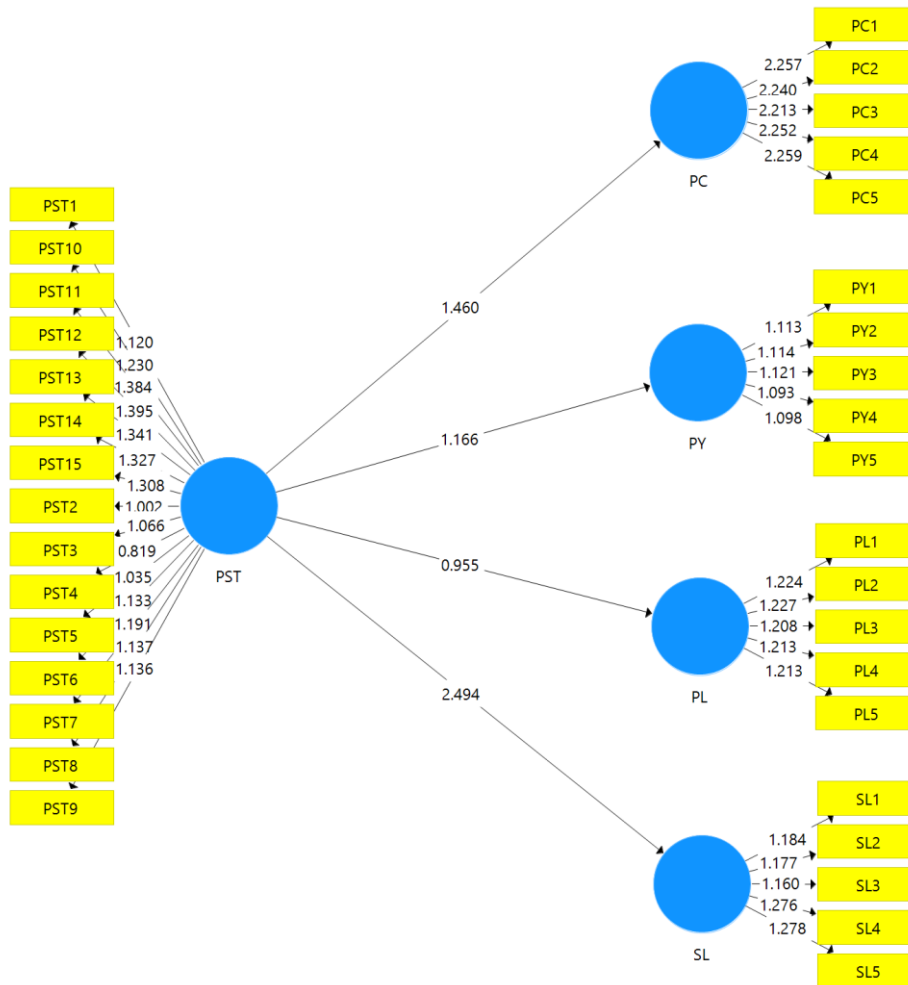 PST1
PST10
PST11
PST12
PST13
PST14
PST15
PST2
PST3
PST4
PST5
PST6
PST7
PST8
PST9
1.120
1.230
1.384
1.395
1.341
1.327
1.308
1.002
1.066
0.819
1.035
1.133
1.191
1.137
1.136
PST
1.460
1.166
0.955
2.494
PC
2.257
2.240
2.213
2.252
2.259
PC1
PC2
PC3
PC4
PC5
PY
1.113
1.114
1.121
1.093
1.098
PY1
PY2
PY3
PY4
PY5
PL
1.224
1.227
1.208
1.213
1.213
PL1
PL2
PL3
PL4
PL5
SL
1.184
1.177
1.160
1.276
1.278
SL1
SL2
SL3
SL4
SL5